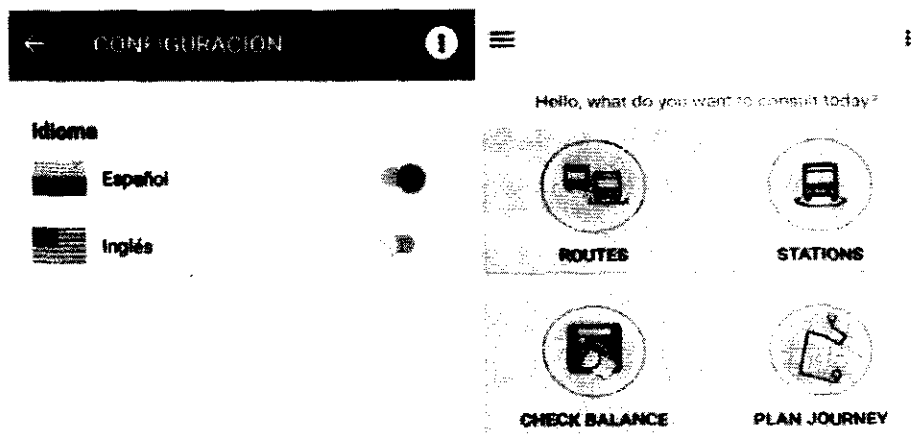 CONFIGURACION
Idioma
Español
Inglés
Hello, what do you want to consult today?
ROUTES
STATIONS
CHECK BALANCE
PLAN JOURNEY